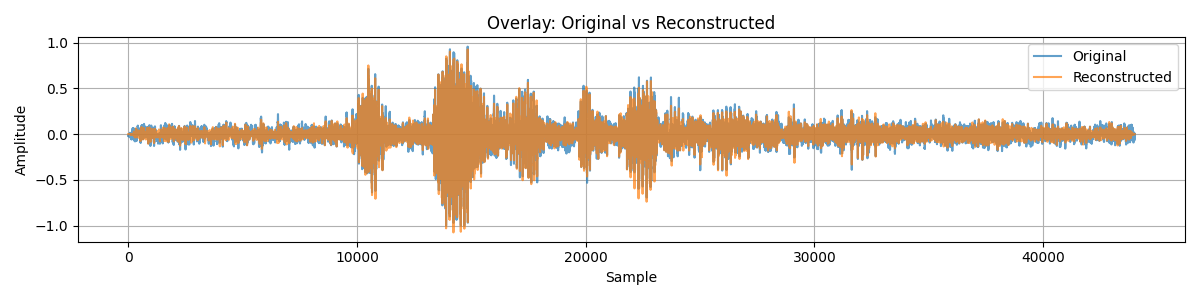 Overlay: Original vs Reconstructed
Original
Reconstructed
Amplitude
1.0
0.5
0.0
−0.5
−1.0
0 10000 20000 30000 40000
Sample